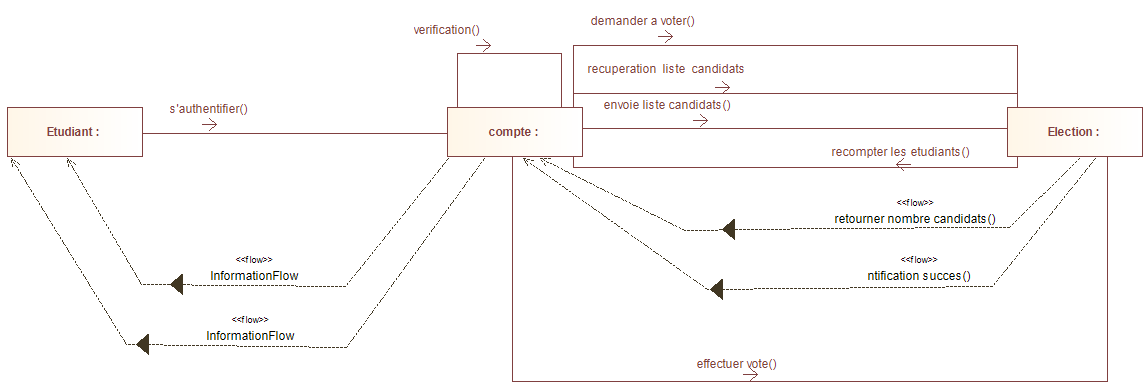 demander a voter()
verification()
recuperation liste candidats
s'authentifier()
envoie liste candidats()
Etudiant :
compte :
Election :
recompter les etudiants()
<<flow>>
retourner nombre candidats()
<<flow>>
InformationFlow
<<flow>>
ntification succes()
<<flow>>
InformationFlow
effectuer vote()